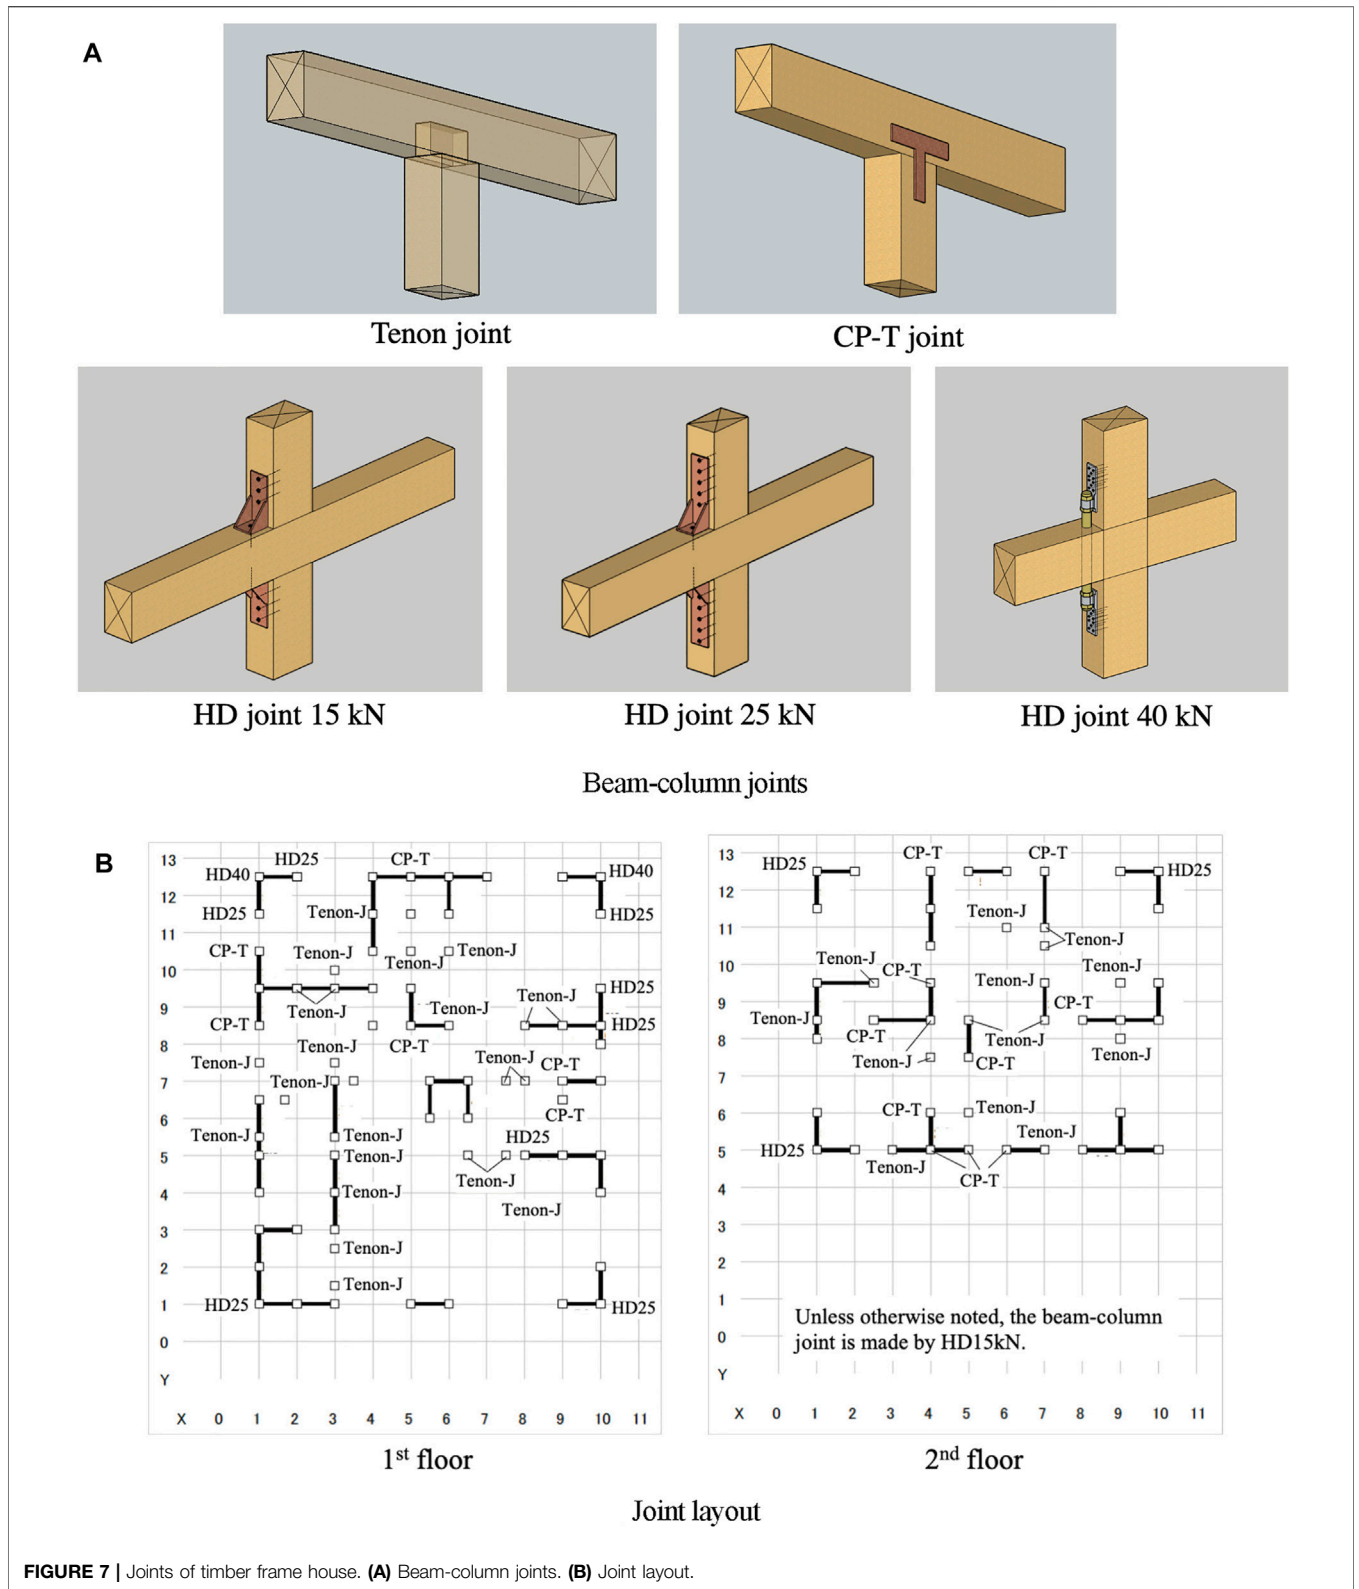 A
Tenon joint
CP-T joint
HD joint 15 kN
HD joint 25 kN
HD joint 40 kN
Beam-column joints
B
13
HD25
CP-T
HD40
HD40
12
HD25
Tenon-J
HD25
11
CP-T
Tenon-J
Tenon-J
Tenon-J
10
HD25
9
Tenon-J
Tenon-J
Tenon-J
CP-T
HD25
8
Tenon-J
CP-T
Tenon-J
Tenon-J
CP-T
7
Tenon-J
6
CP-T
Tenon-J
Tenon-J
HD25
5
Tenon-J
Tenon-J
4
Tenon-J
Tenon-J
3
Tenon-J
2
Tenon-J
1
HD25
HD25
0
Y
X 0 1 2 3 4 5 6 7 8 9 10 11
1st floor
13
CP-T
CP-T
HD25
HD25
12
Tenon-J
11
Tenon-J
10
Tenon-J
CP-T
Tenon-J
Tenon-J
9
CP-T
Tenon-J
CP-T
Tenon-J
8
Tenon-J
CP-T
Tenon-J
7
6
CP-T
Tenon-J
Tenon-J
5
HD25
Tenon-J
CP-T
4
3
2
1
Unless otherwise noted, the beam-column
0
joint is made by HD15kN.
Y
X 0 1 2 3 4 5 6 7 8 9 10 11
2nd floor
Joint layout
FIGURE 7 | Joints of timber frame house. (A) Beam-column joints. (B) Joint layout.